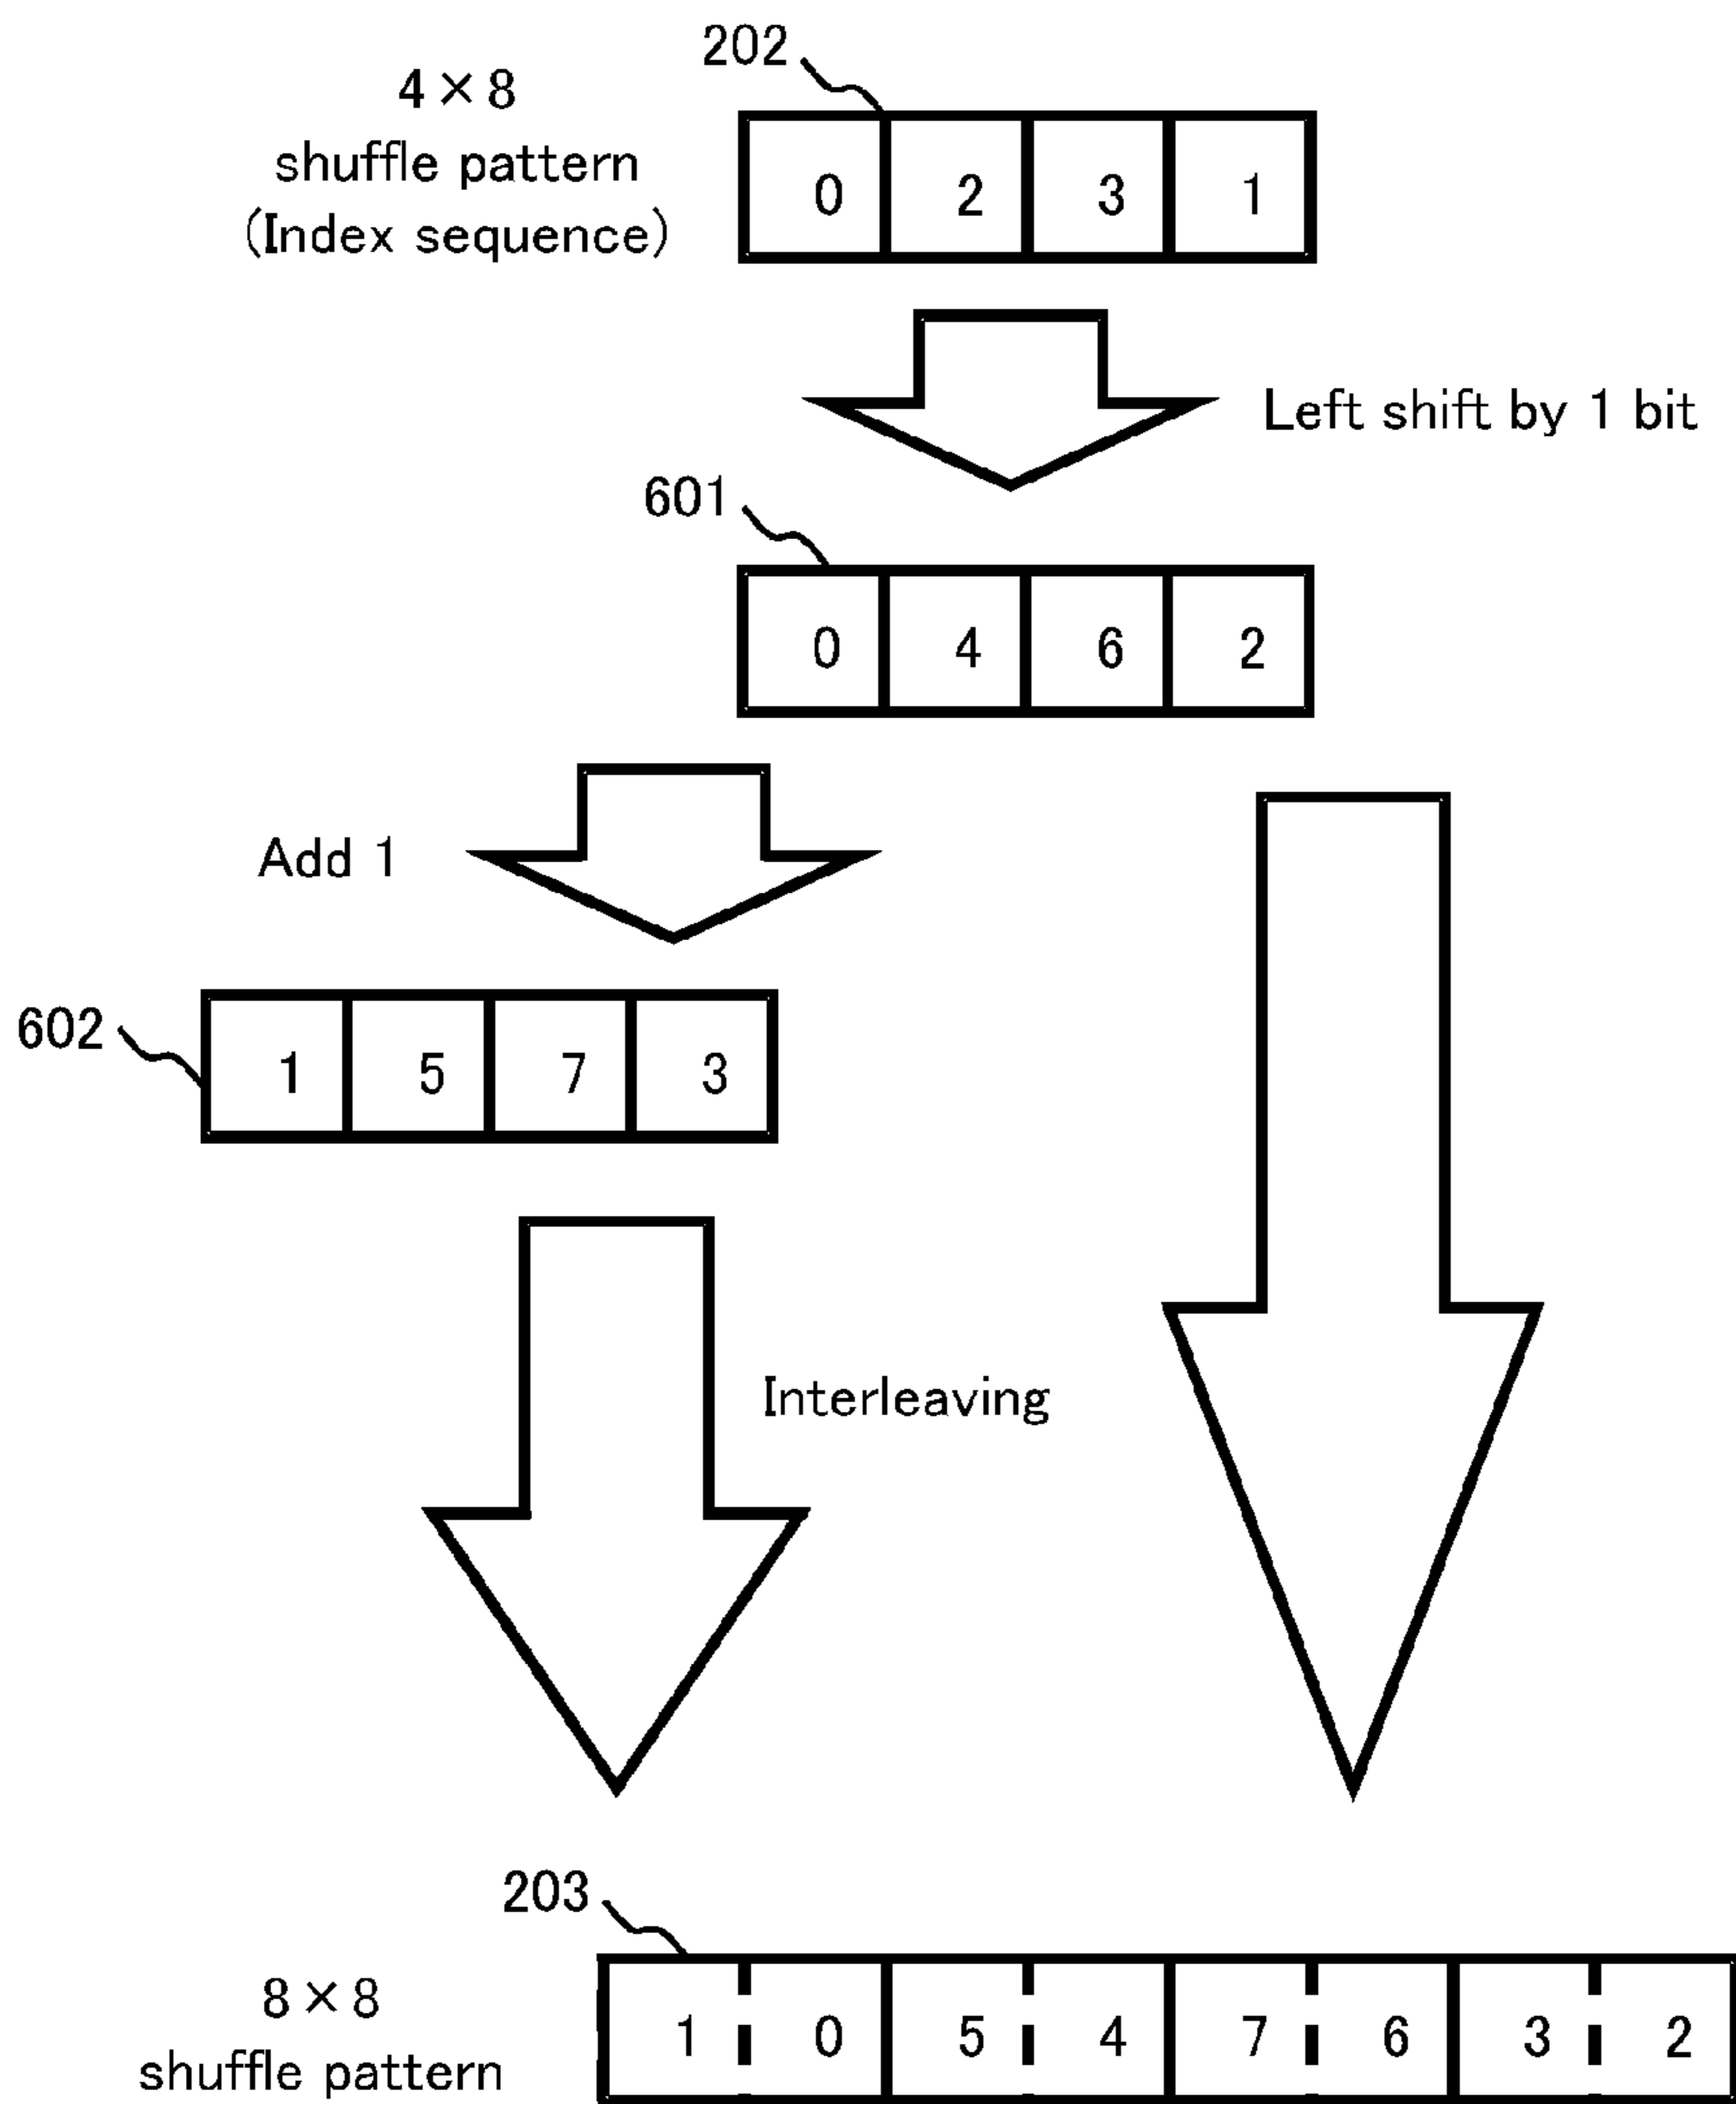 202
4×8
shuffle pattern
(Index sequence)
0 2 3 1
Left shift by 1 bit
601
0 4 6 2
Add 1
602
1 5 7 3
Interleaving
203
8×8
shuffle pattern
1 0 5 4 7 6 3 2